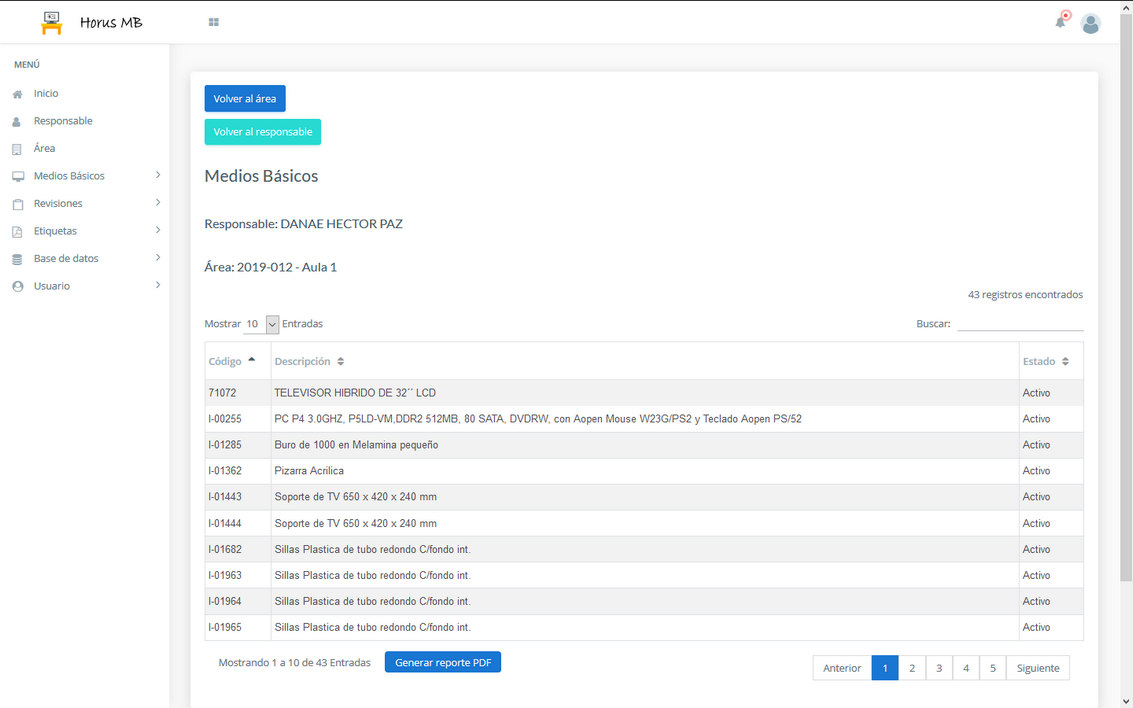 Horus MB
MENÚ
Inicio
Responsable
Área
Medios Básicos
Revisiones
Etiquetas
Base de datos
Usuario
Volver al área
Volver al responsable
Medios Básicos
Responsable: DANAE HECTOR PAZ
Área: 2019-012 - Aula 1
43 registros encontrados
Mostrar 10 Entradas Buscar:
Código Descripción Estado
71072 TELEVISOR HIBRIDO DE 32´´ LCD Activo
I-00255 PC P4 3.0GHZ, P5LD-VM,DDR2 512MB, 80 SATA, DVDRW, con Aopen Mouse W23G/PS2 y Teclado Aopen PS/52 Activo
I-01285 Buro de 1000 en Melamina pequeño Activo
I-01362 Pizarra Acrilica Activo
I-01443 Soporte de TV 650 x 420 x 240 mm Activo
I-01444 Soporte de TV 650 x 420 x 240 mm Activo
I-01682 Sillas Plastica de tubo redondo C/fondo int. Activo
I-01963 Sillas Plastica de tubo redondo C/fondo int. Activo
I-01964 Sillas Plastica de tubo redondo C/fondo int. Activo
I-01965 Sillas Plastica de tubo redondo C/fondo int. Activo
Mostrando 1 a 10 de 43 Entradas Generar reporte PDF Anterior 1 2 3 4 5 Siguiente